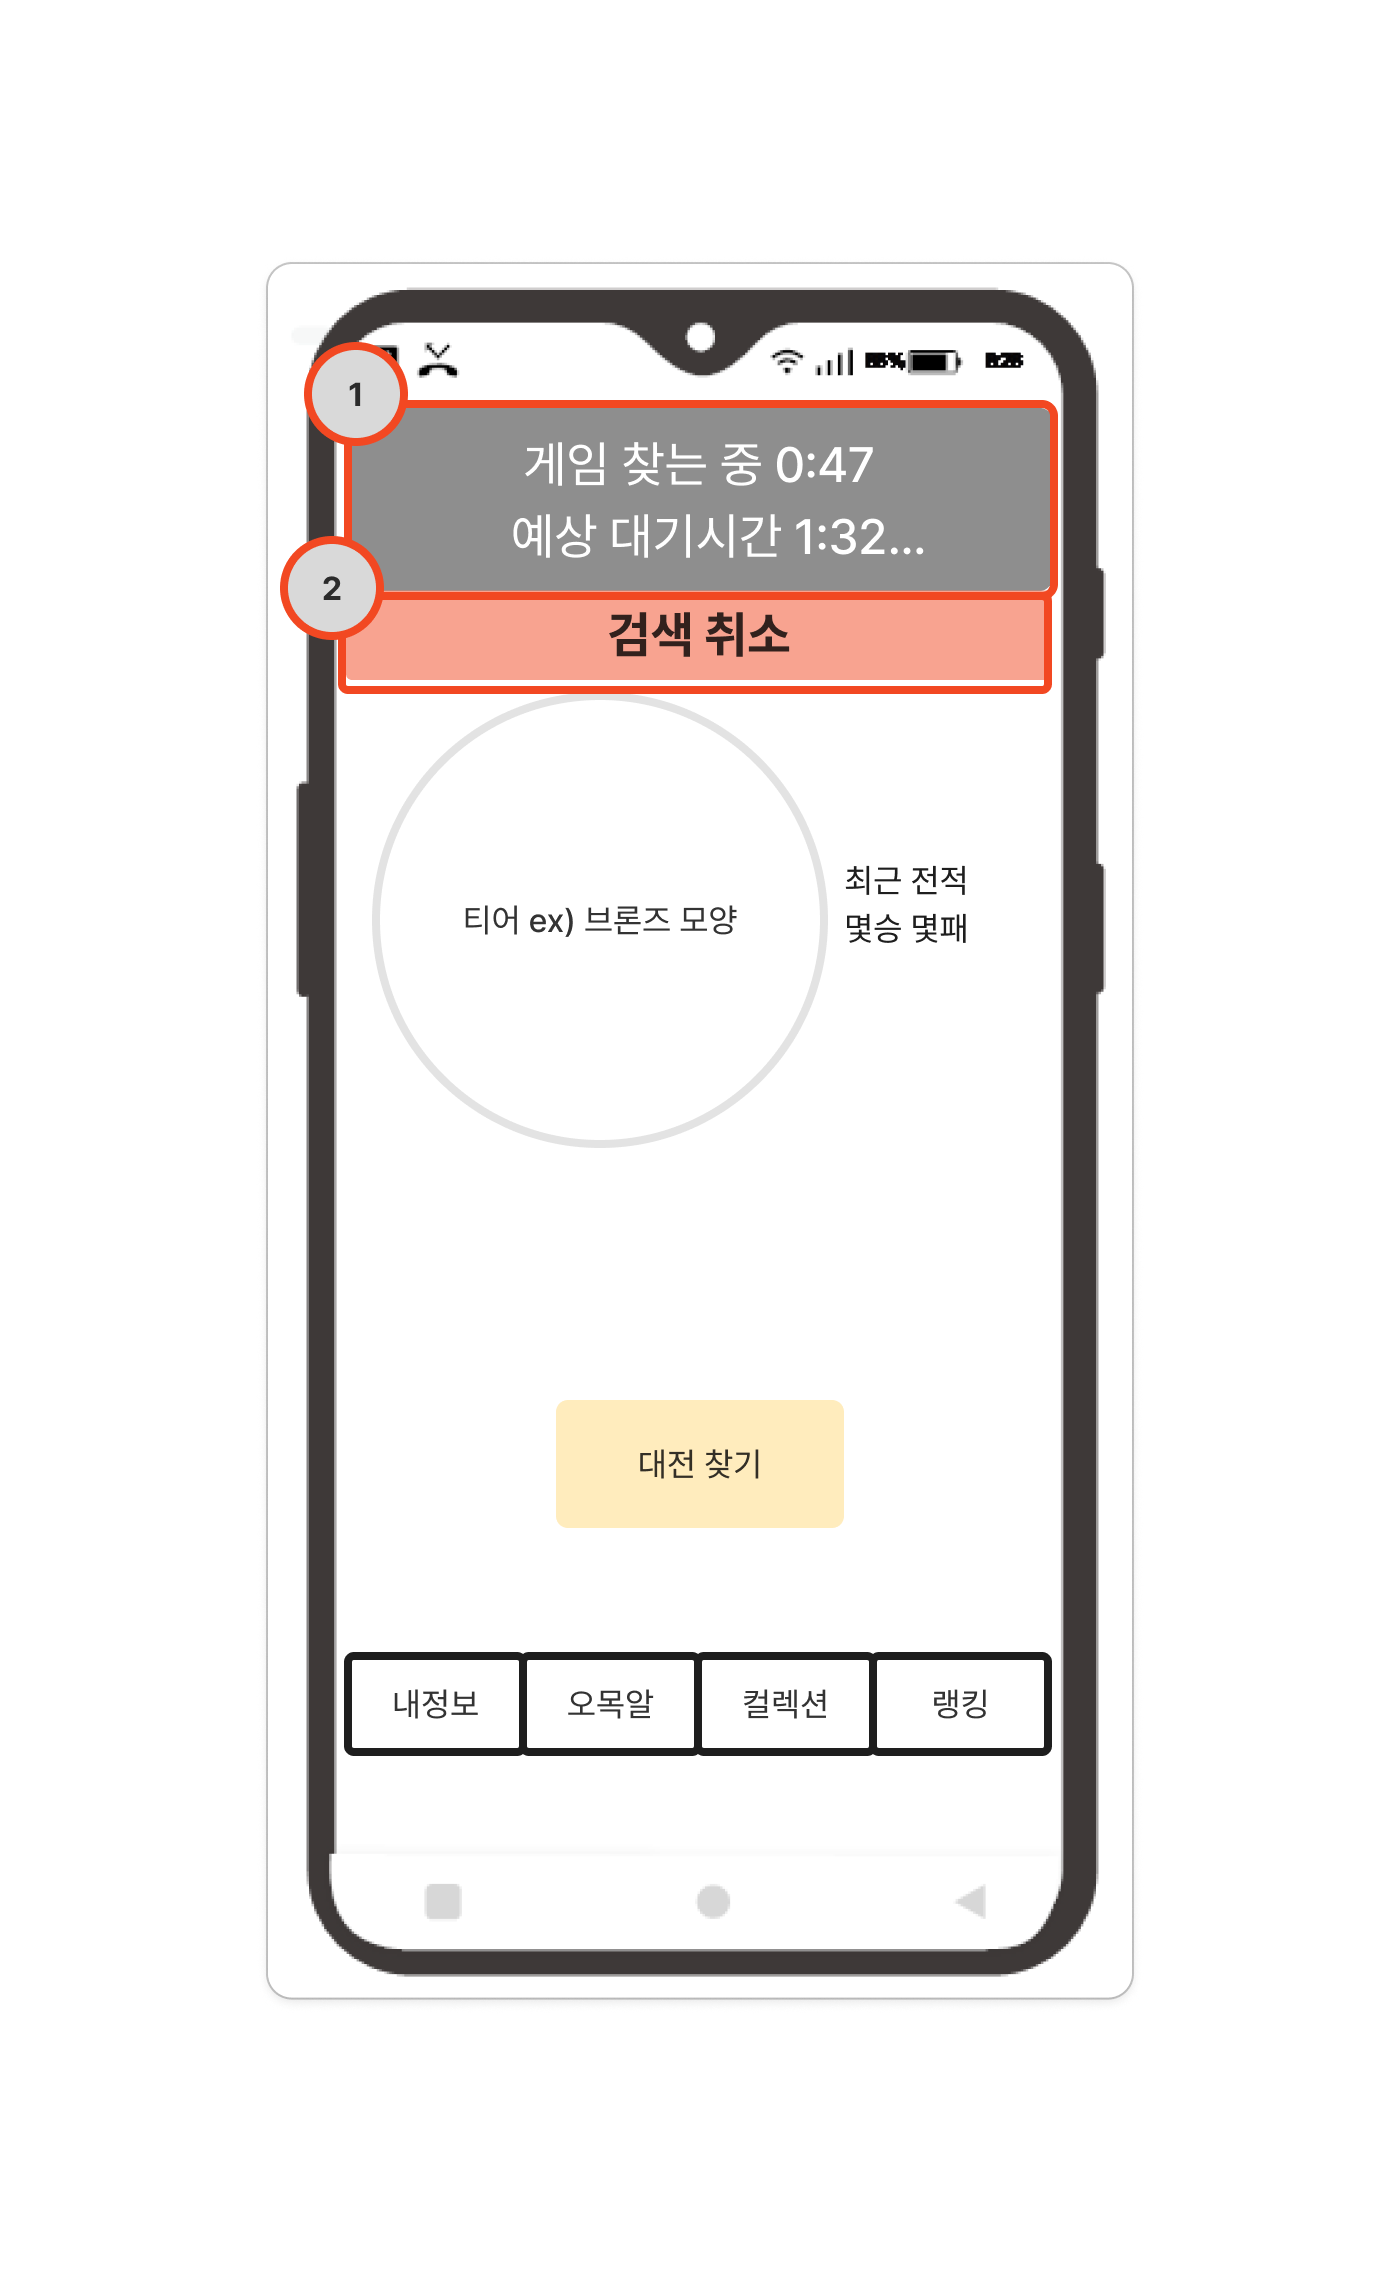 1
게임 찾는 중 0:47
예상 대기시간 1:32...
2
검색 취소
티어 ex) 브론즈 모양
최근 전적
몇승 몇패
대전 찾기
내정보
오목알
컬렉션
랭킹